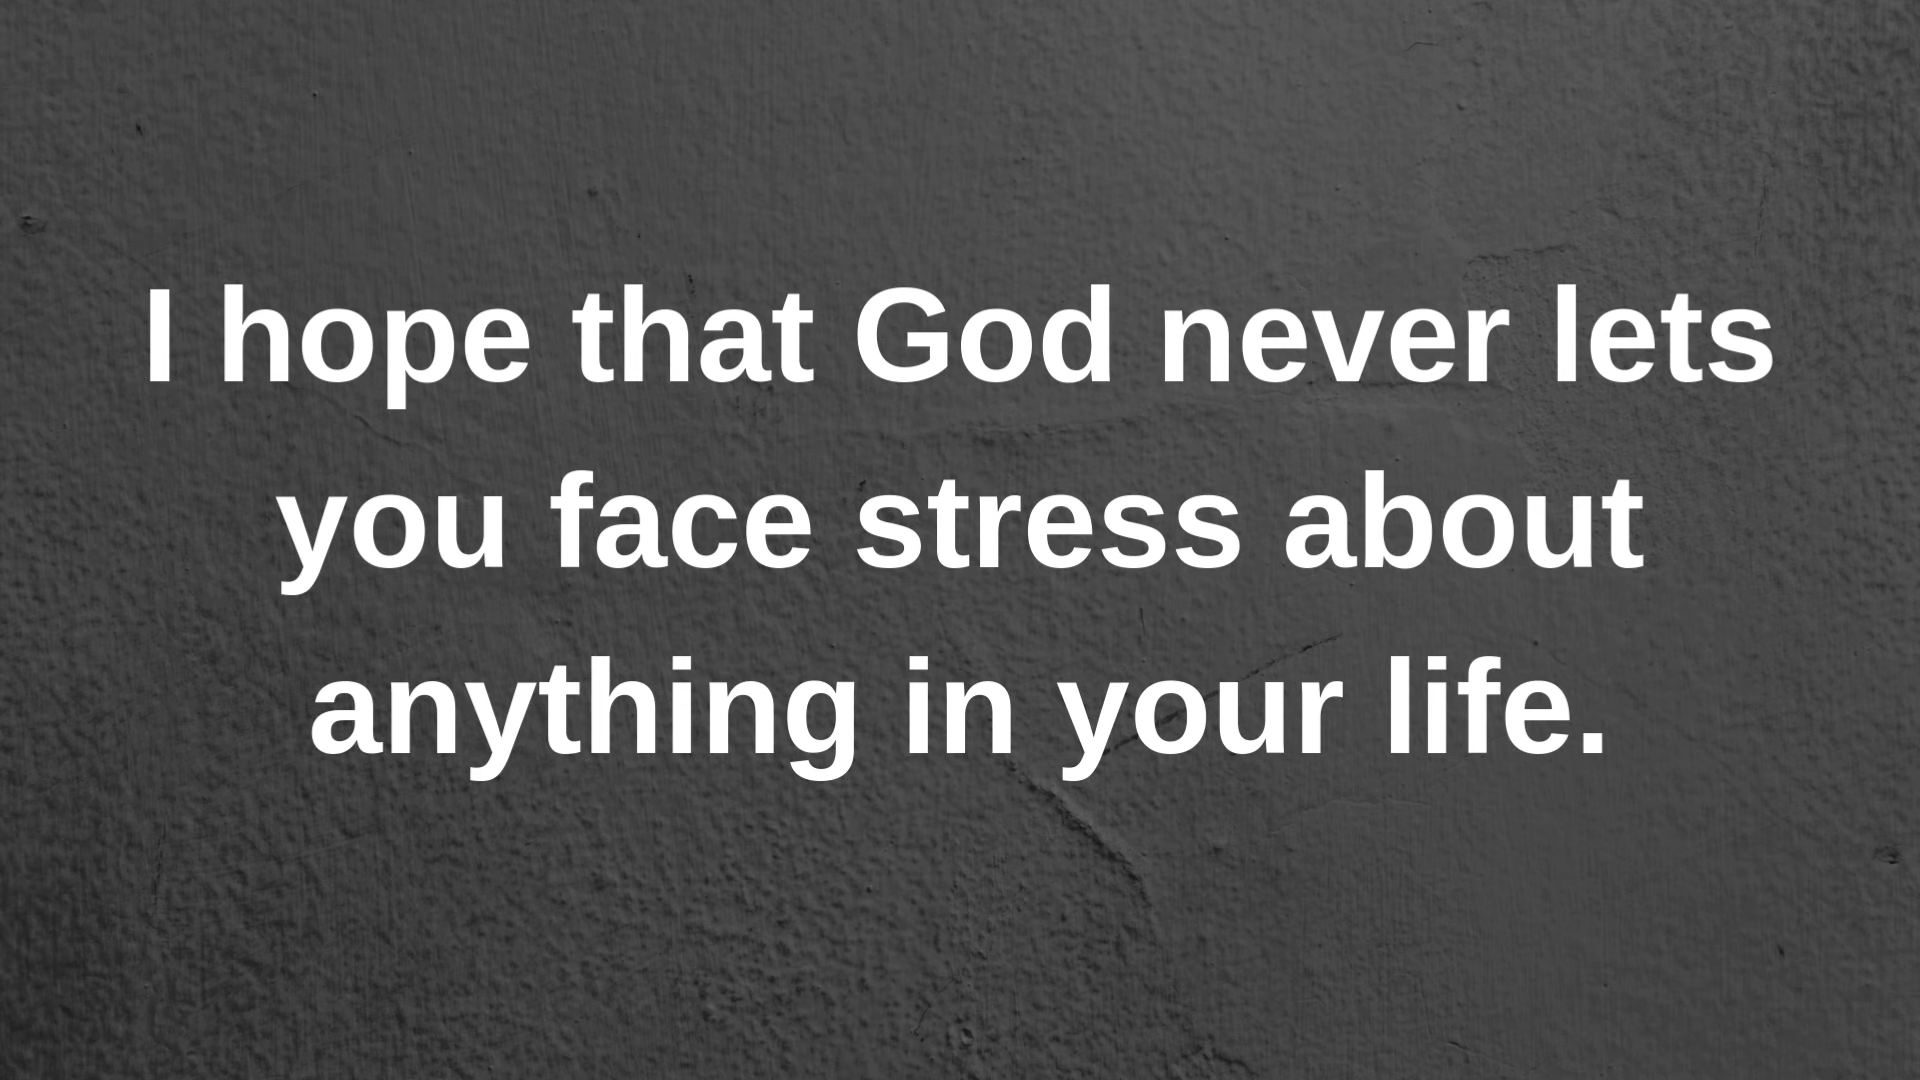 I hope that God never lets
you face stress about
anything in your life.